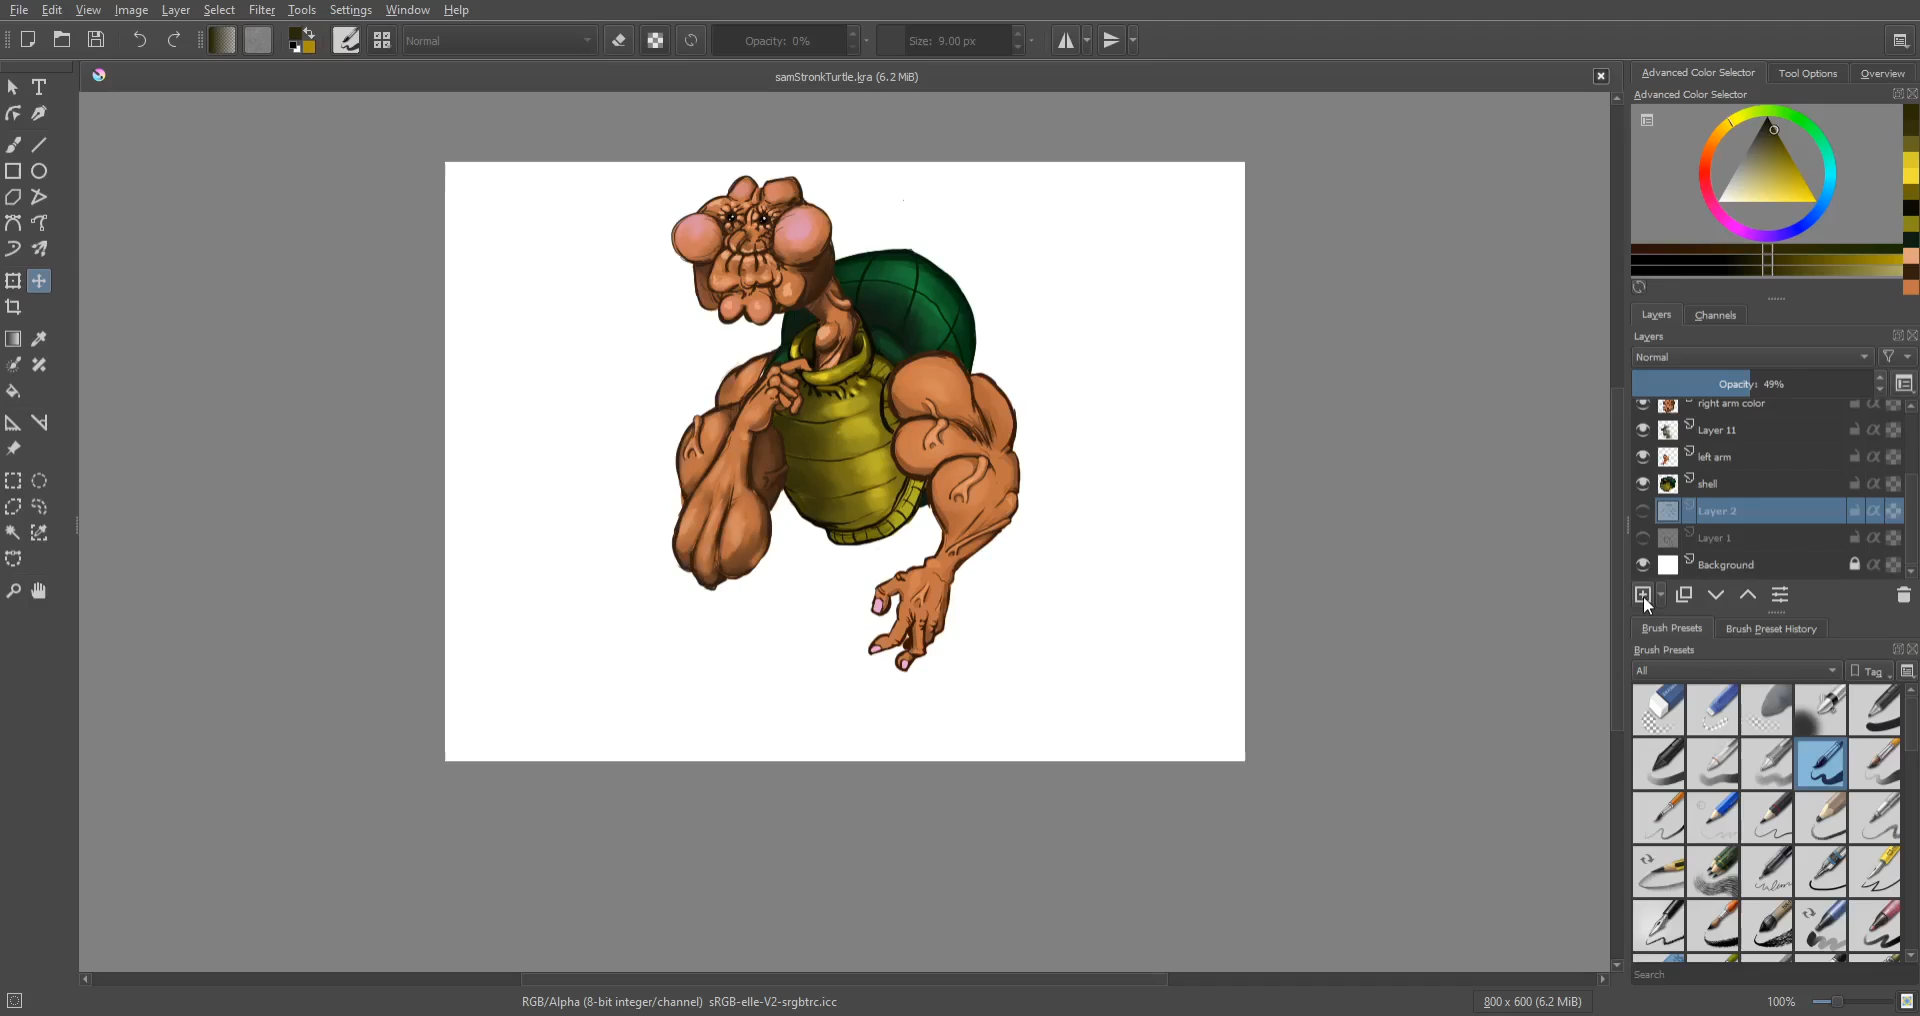 File Edit View Image Layer Select Filter Tools Settings Window Help
Normal
Opacity: 0%
Size: 9.00 px
samStronkTurtle.kra (6.2 MiB)
Advanced Color Selector
Tool Options
Overview
Advanced Color Selector
Layers
Channels
Layers
Normal
Opacity: 49%
right arm color
Layer 11
left arm
shell
Layer 2
Layer 1
Background
Brush Presets
Brush Preset History
Brush Presets
All
Tag
Search
RGB/Alpha (8-bit integer/channel) sRGB-elle-V2-srgbtrc.icc
800 x 600 (6.2 MiB)
100%